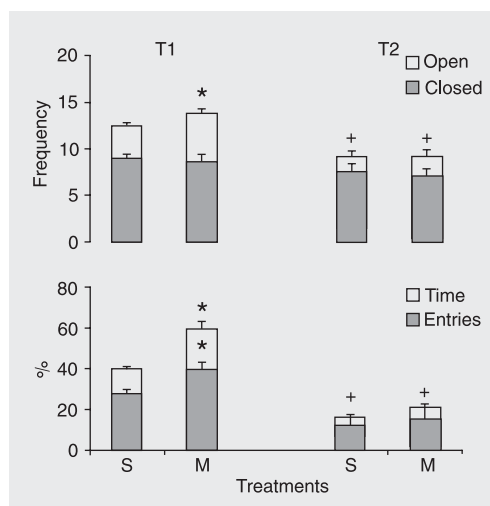 T1 T2
Open
Closed
Frequency
20
15
10
5
0
*
+ +
Time
Entries
%
80
60
40
20
0
*
*
+ +
S M S M
Treatments